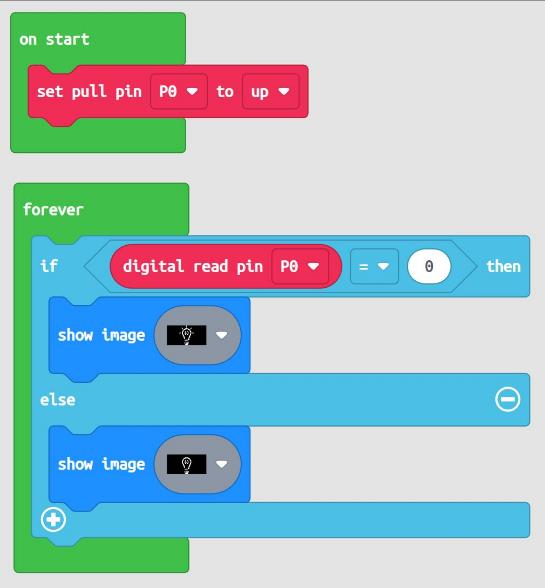 on start
set pull pin P0 to up
forever
if digital read pin P0 = 0 then
show image
else
show image